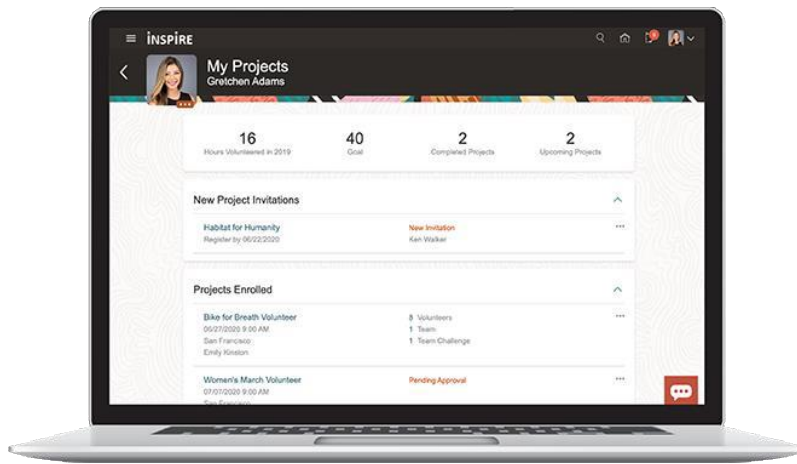 INSPIRE
My Projects
Gretchen Adams
16
Hours Volunteered in 2019
40
Goal
2
Completed Projects
2
Upcoming Projects
New Project Invitations
Habitat for Humanity
Register by 06/22/2020
New Invitation
Ken Walker
Projects Enrolled
Bike for Breath Volunteer
06/27/2020 9:00 AM
San Francisco
Emily Kinston
8 Volunteers
1 Team
1 Team Challenge
Women's March Volunteer
07/07/2020 9:00 AM
San Francisco
Pending Approval